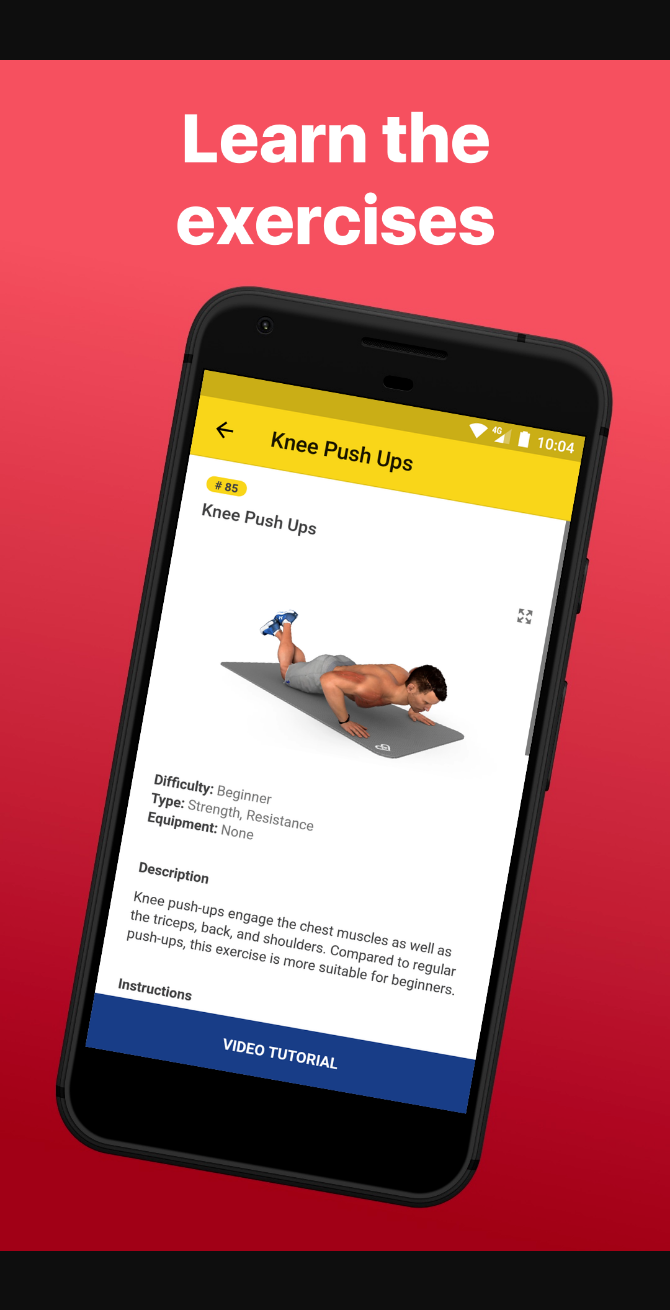 Learn the
exercises
4G
10:04
Knee Push Ups
# 85
Knee Push Ups
Difficulty: Beginner
Type: Strength, Resistance
Equipment: None
Description
Knee push-ups engage the chest muscles as well as
the triceps, back, and shoulders. Compared to regular
push-ups, this exercise is more suitable for beginners.
Instructions
VIDEO TUTORIAL